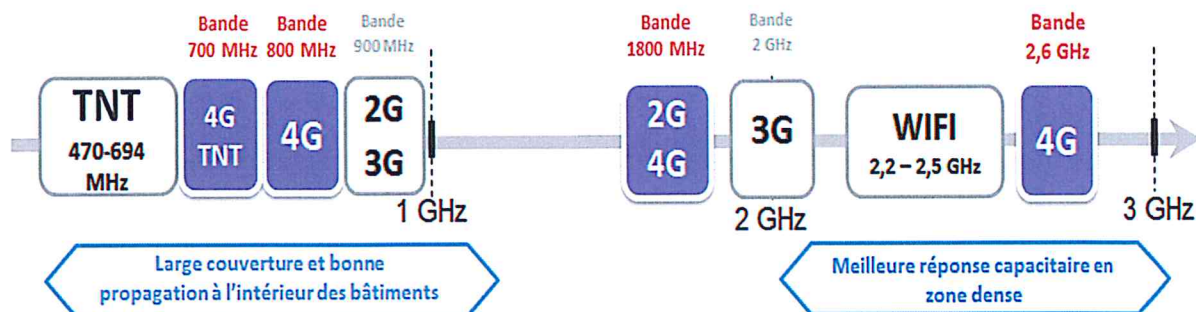 Bande
700 MHz
Bande
800 MHz
Bande
900 MHz
Bande
1800 MHz
Bande
2 GHz
Bande
2,6 GHz
TNT
470-694
MHz
4G
TNT
4G
2G
3G
2G
4G
3G
WIFI
2,2 – 2,5 GHz
4G
1 GHz
2 GHz
3 GHz
Large couverture et bonne
propagation à l'intérieur des bâtiments
Meilleure réponse capacitaire en
zone dense